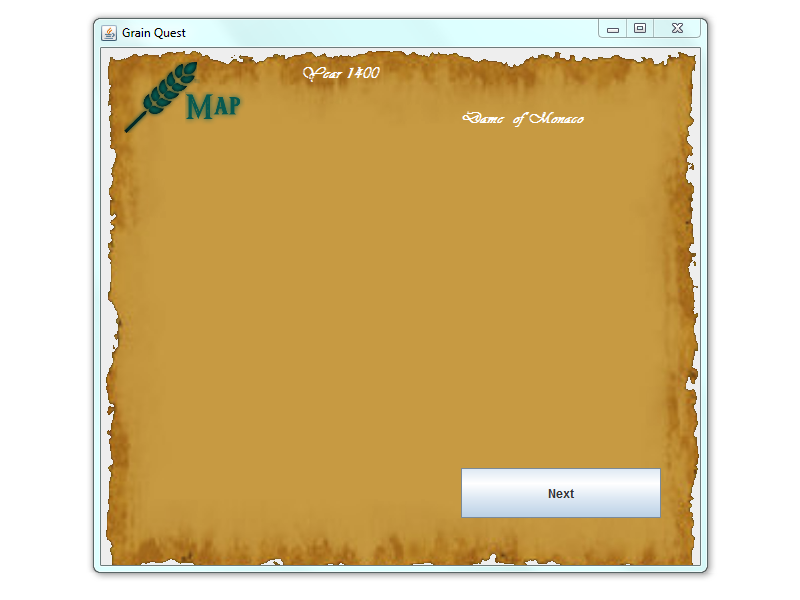 Grain Quest
Year 1400
Map
Dame of Monaco
Next